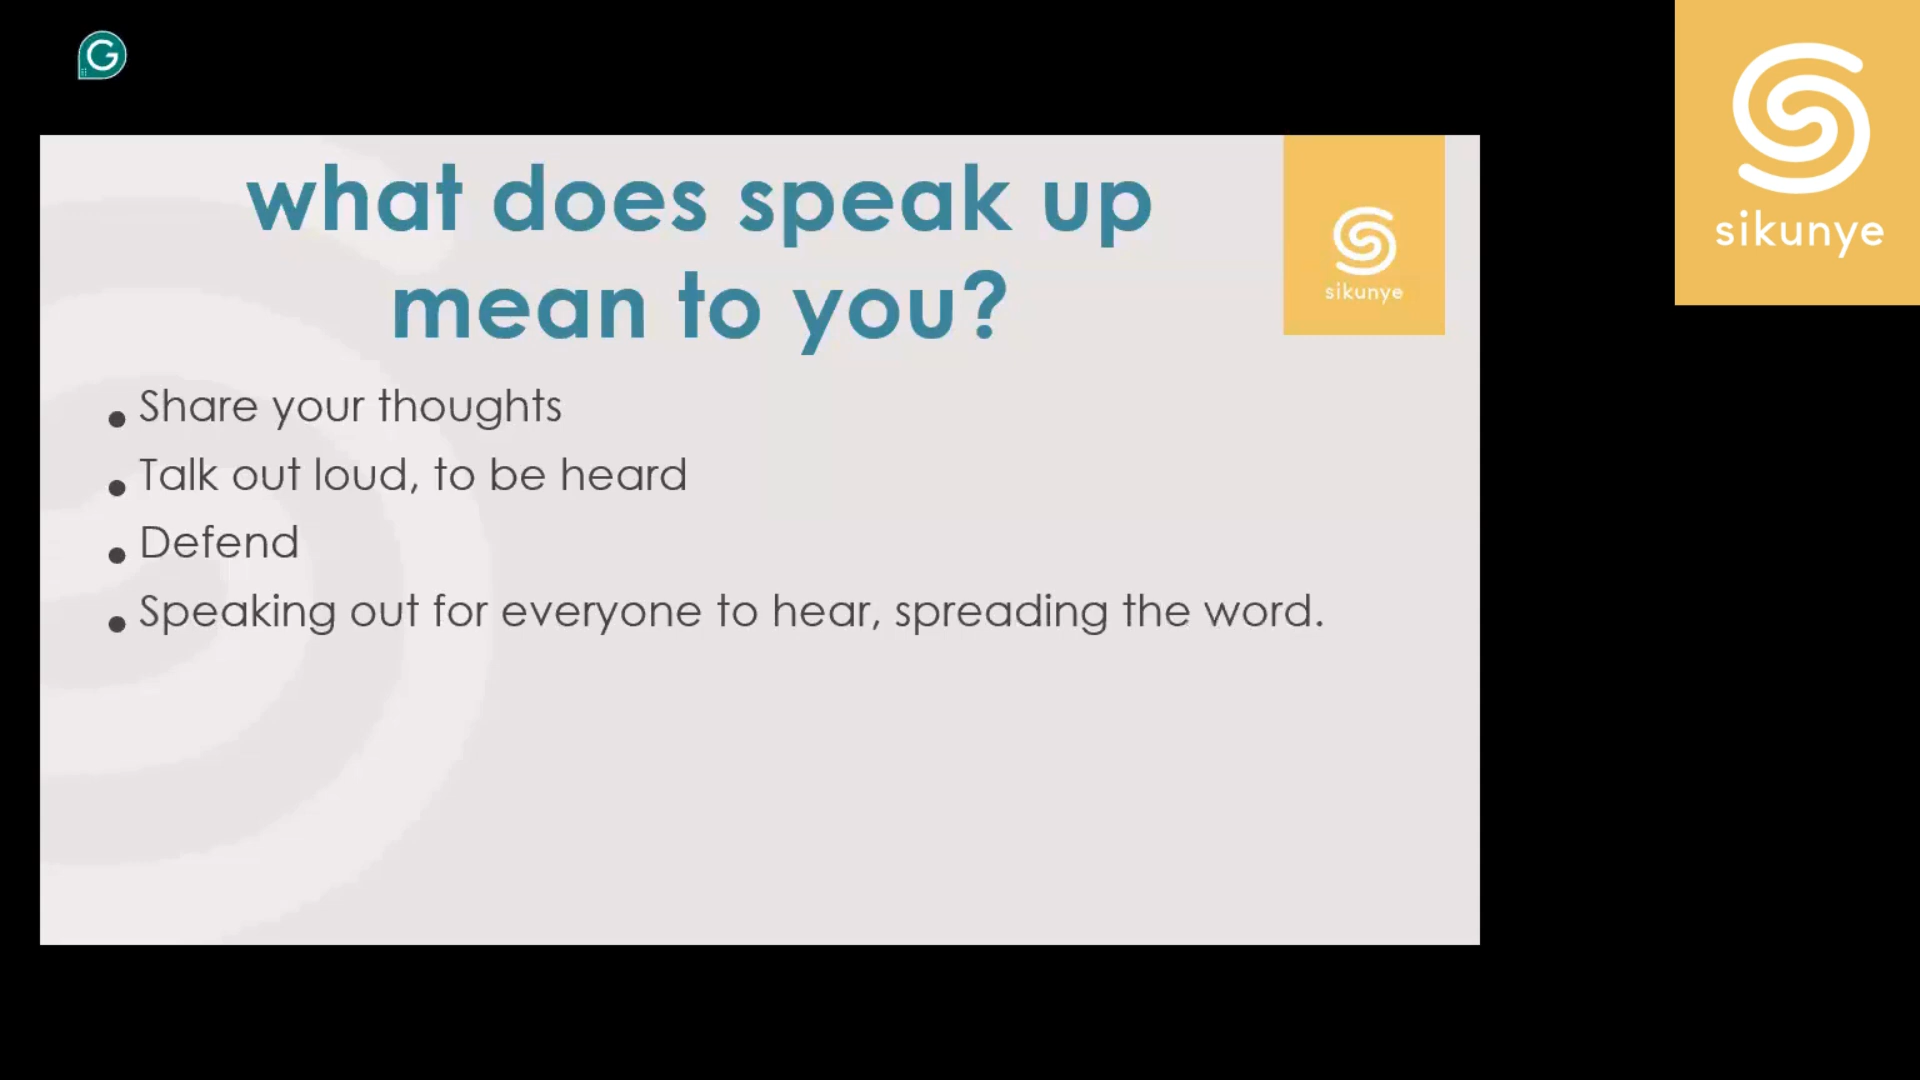 G
sikunye
what does speak up
mean to you?
sikunye
• Share your thoughts
• Talk out loud, to be heard
• Defend
• Speaking out for everyone to hear, spreading the word.